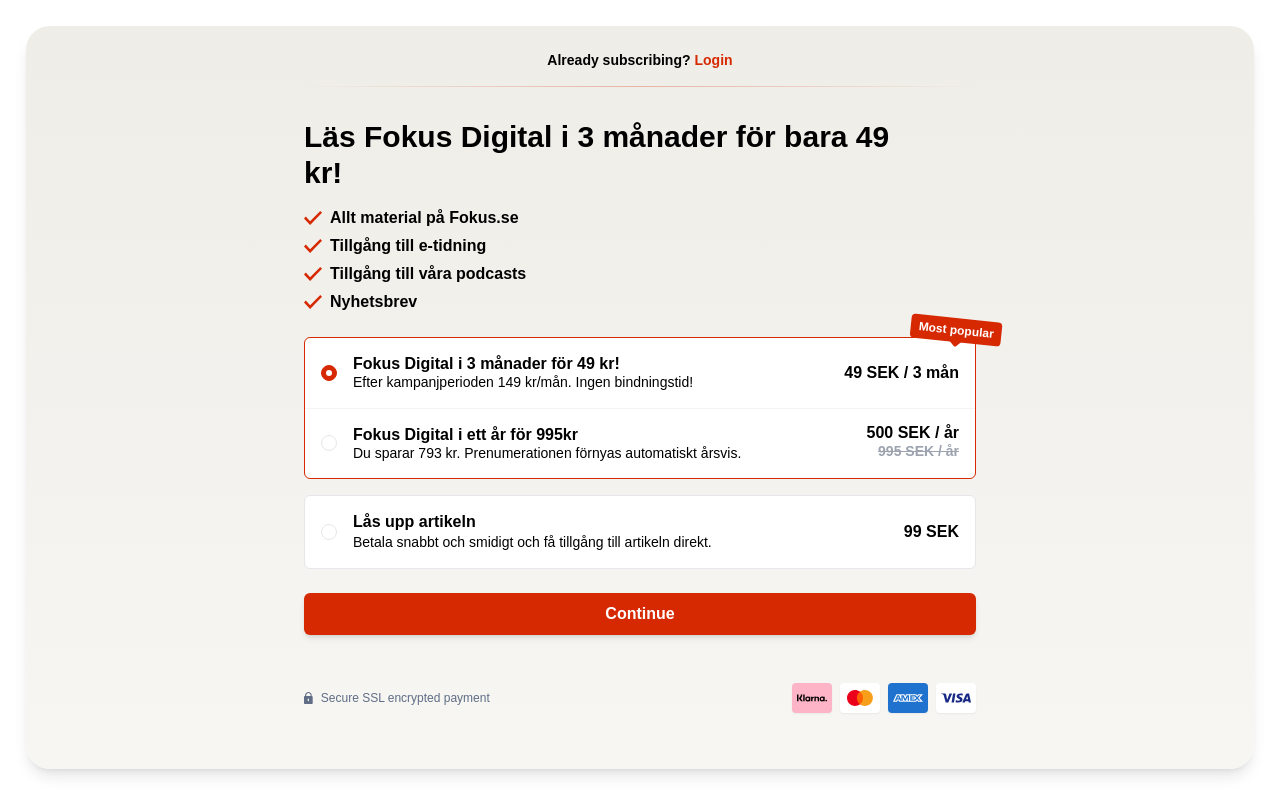 Already subscribing? Login
Läs Fokus Digital i 3 månader för bara 49
kr!
Allt material på Fokus.se
Tillgång till e-tidning
Tillgång till våra podcasts
Nyhetsbrev
Most popular
Fokus Digital i 3 månader för 49 kr!
Efter kampanjperioden 149 kr/mån. Ingen bindningstid!
49 SEK / 3 mån
Fokus Digital i ett år för 995kr
Du sparar 793 kr. Prenumerationen förnyas automatiskt årsvis.
500 SEK / år
995 SEK / år
Lås upp artikeln
Betala snabbt och smidigt och få tillgång till artikeln direkt.
99 SEK
Continue
Secure SSL encrypted payment
Klarna.
AMEX
VISA